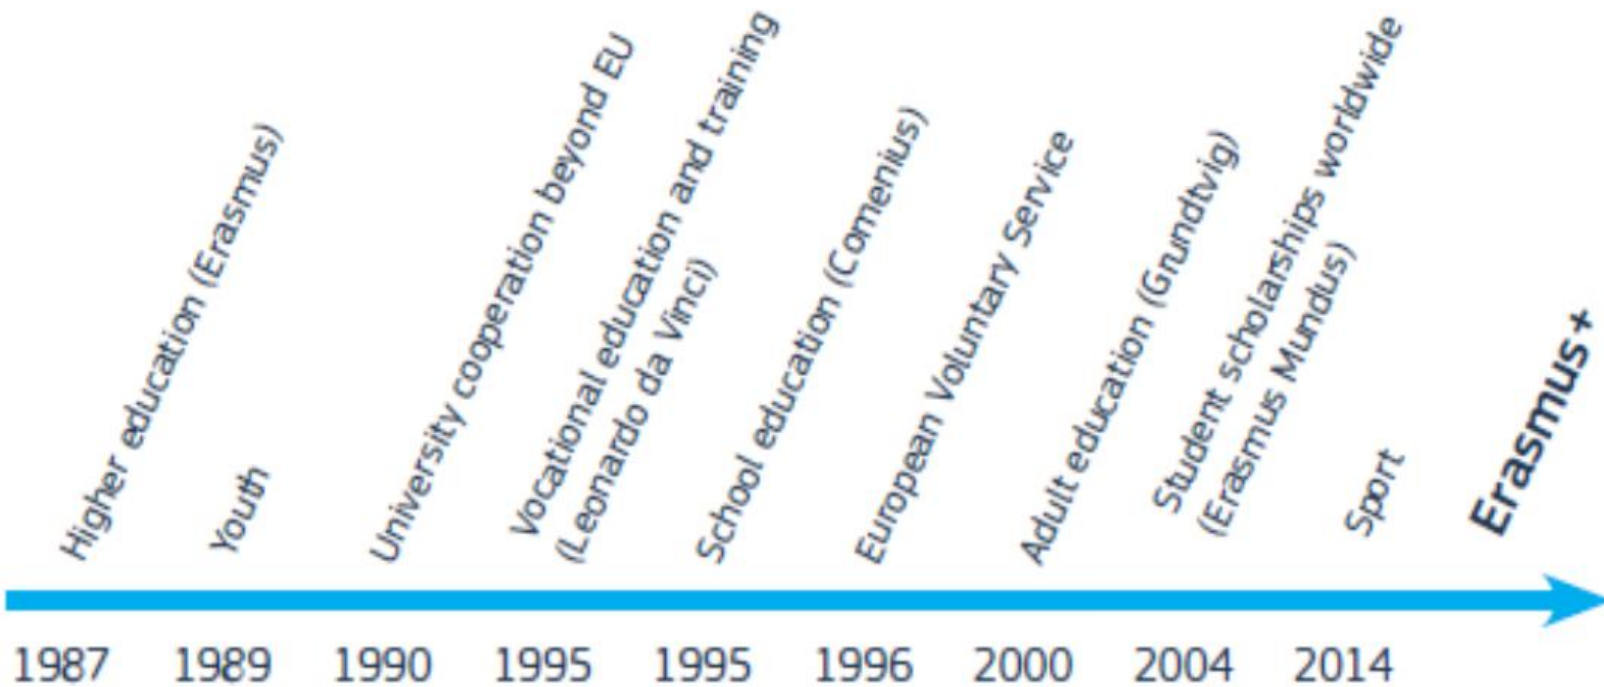 Higher education (Erasmus)
Youth
University cooperation beyond EU
Vocational education and training
(Leonardo da Vinci)
School education (Comenius)
European Voluntary Service
Adult education (Grundtvig)
Student scholarships worldwide
(Erasmus Mundus)
Sport
Erasmus+
1987 1989 1990 1995 1995 1996 2000 2004 2014